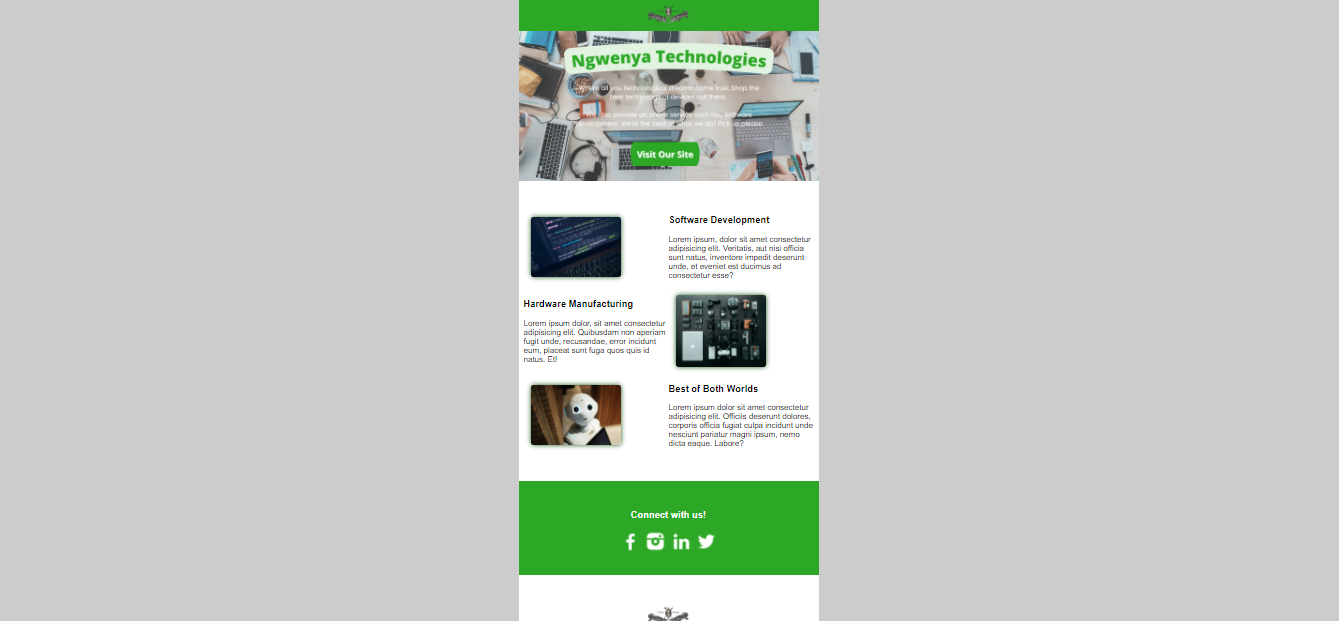 Ngwenya Technologies
We're all you technological dreams come true. Shop the
best technological devices out there.
We also provide an online service such has software
development. We're the best at what we do! Pick us please
Visit Our Site
Software Development
Lorem ipsum, dolor sit amet consectetur
adipisicing elit. Veritatis, aut nisi officia
sunt natus, inventore impedit deserunt
unde, et eveniet est ducimus ad
consectetur esse?
Hardware Manufacturing
Lorem ipsum dolor, sit amet consectetur
adipisicing elit. Quibusdam non aperiam
fugit unde, recusandae, error incidunt
eum, placeat sunt fuga quos quis id
natus. Et!
Best of Both Worlds
Lorem ipsum dolor sit amet consectetur
adipisicing elit. Officiis deserunt dolores,
corporis officia fugiat culpa incidunt unde
nesciunt pariatur magni ipsum, nemo
dicta eaque. Labore?
Connect with us!